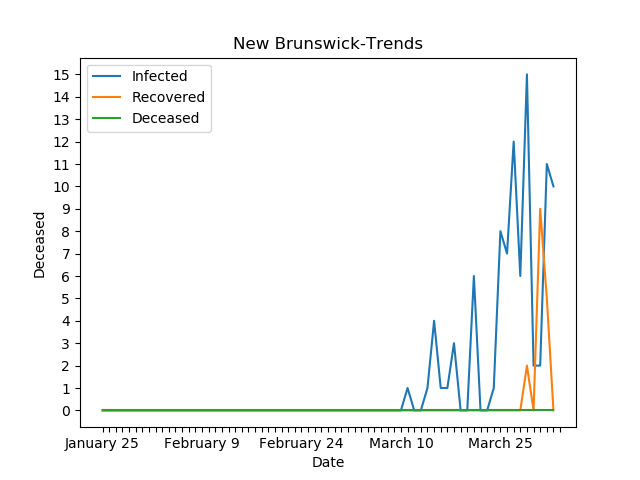 New Brunswick-Trends
Infected
Recovered
Deceased
15
14
13
12
11
10
9
8
7
6
5
4
3
2
1
0
Deceased
January 25
February 9
February 24
March 10
March 25
Date